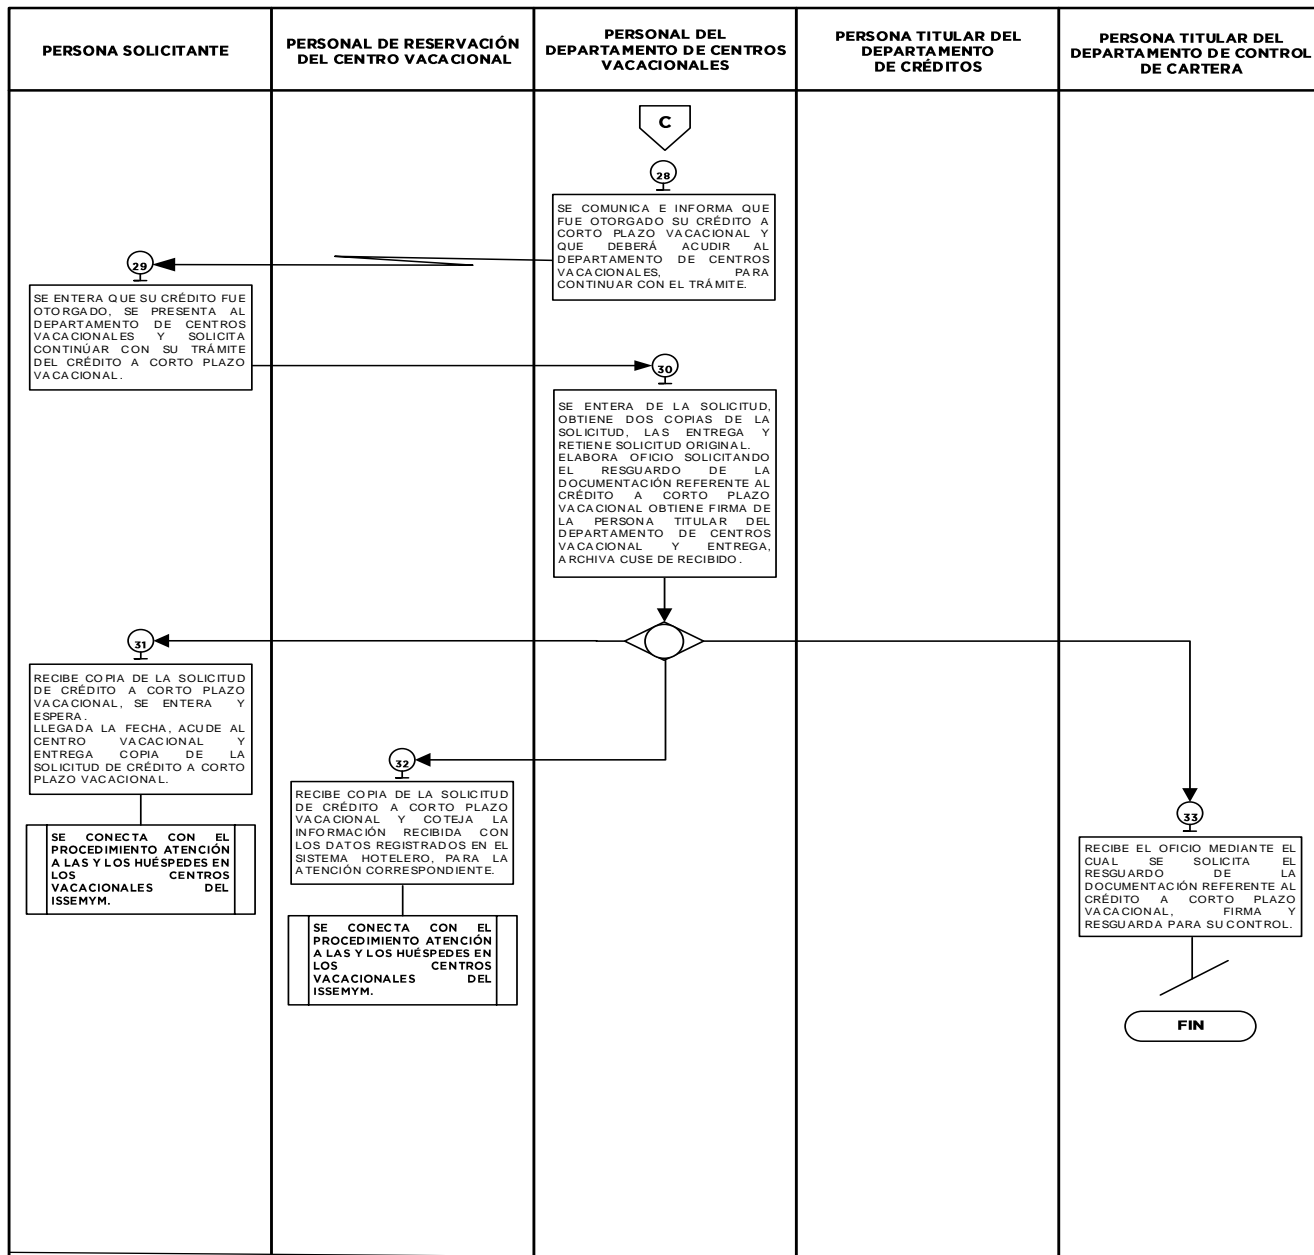 PERSONA SOLICITANTE
PERSONAL DE RESERVACIÓN
DEL CENTRO VACACIONAL
PERSONAL DEL
DEPARTAMENTO DE CENTROS
VACACIONALES
PERSONA TITULAR DEL
DEPARTAMENTO
DE CRÉDITOS
PERSONA TITULAR DEL
DEPARTAMENTO DE CONTROL
DE CARTERA
C
28
SE COMUNICA E INFORMA QUE
FUE OTORGADO SU CRÉDITO A
CORTO PLAZO VACACIONAL Y
QUE DEBERÁ ACUDIR AL
DEPARTAMENTO DE CENTROS
VACACIONALES, PARA
CONTINUAR CON EL TRÁMITE.
29
SE ENTERA QUE SU CRÉDITO FUE
OTORGADO, SE PRESENTA AL
DEPARTAMENTO DE CENTROS
VACACIONALES Y SOLICITA
CONTINÚAR CON SU TRÁMITE
DEL CRÉDITO A CORTO PLAZO
VACACIONAL.
30
SE ENTERA DE LA SOLICITUD,
OBTIENE DOS COPIAS DE LA
SOLICITUD, LAS ENTREGA Y
RETIENE SOLICITUD ORIGINAL.
ELABORA OFICIO SOLICITANDO
EL RESGUARDO DE LA
DOCUMENTACIÓN REFERENTE AL
CRÉDITO A CORTO PLAZO
VACACIONAL OBTIENE FIRMA DE
LA PERSONA TITULAR DEL
DEPARTAMENTO DE CENTROS
VACACIONAL Y ENTREGA,
ARCHIVA CUSE DE RECIBIDO.
31
RECIBE COPIA DE LA SOLICITUD
DE CRÉDITO A CORTO PLAZO
VACACIONAL, SE ENTERA Y
ESPERA.
LLEGADA LA FECHA, ACUDE AL
CENTRO VACACIONAL Y
ENTREGA COPIA DE LA
SOLICITUD DE CRÉDITO A CORTO
PLAZO VACACIONAL.
SE CONECTA CON EL
PROCEDIMIENTO ATENCIÓN
A LAS Y LOS HUÉSPEDES EN
LOS CENTROS
VACACIONALES DEL
ISSEMYM.
32
RECIBE COPIA DE LA SOLICITUD
DE CRÉDITO A CORTO PLAZO
VACACIONAL Y COTEJA LA
INFORMACIÓN RECIBIDA CON
LOS DATOS REGISTRADOS EN EL
SISTEMA HOTELERO, PARA LA
ATENCIÓN CORRESPONDIENTE.
SE CONECTA CON EL
PROCEDIMIENTO ATENCIÓN
A LAS Y LOS HUÉSPEDES EN
LOS CENTROS
VACACIONALES DEL
ISSEMYM.
33
RECIBE EL OFICIO MEDIANTE EL
CUAL SE SOLICITA EL
RESGUARDO DE LA
DOCUMENTACIÓN REFERENTE AL
CRÉDITO A CORTO PLAZO
VACACIONAL, FIRMA Y
RESGUARDA PARA SU CONTROL.
FIN